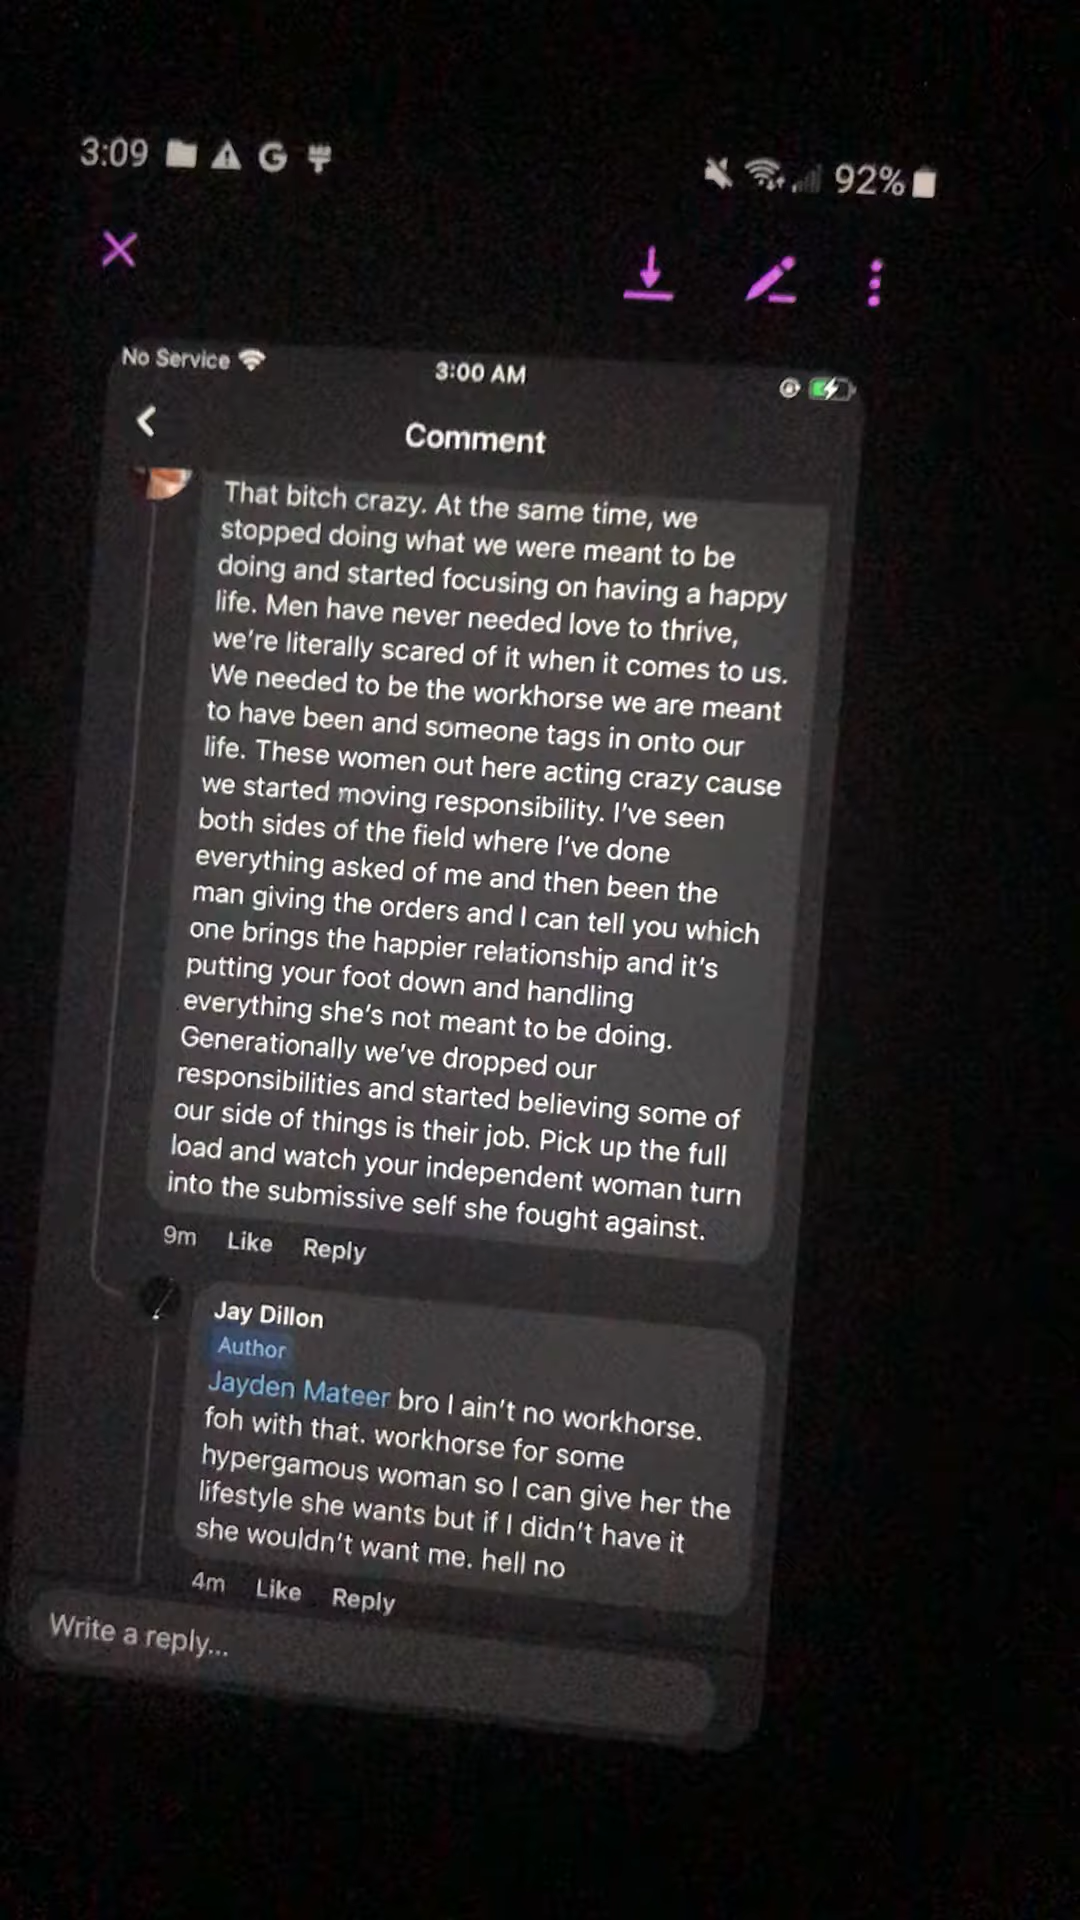 3:09
92%
No Service
3:00 AM
Comment
That bitch crazy. At the same time, we
stopped doing what we were meant to be
doing and started focusing on having a happy
life. Men have never needed love to thrive,
we're literally scared of it when it comes to us.
We needed to be the workhorse we are meant
to have been and someone tags in onto our
life. These women out here acting crazy cause
we started moving responsibility. I've seen
both sides of the field where I've done
everything asked of me and then been the
man giving the orders and I can tell you which
one brings the happier relationship and it's
putting your foot down and handling
everything she's not meant to be doing.
Generationally we've dropped our
responsibilities and started believing some of
our side of things is their job. Pick up the full
load and watch your independent woman turn
into the submissive self she fought against.
9m Like Reply
Jay Dillon
Author
Jayden Mateer bro I ain't no workhorse.
foh with that. workhorse for some
hypergamous woman so I can give her the
lifestyle she wants but if I didn't have it
she wouldn't want me. hell no
4m Like Reply
Write a reply...